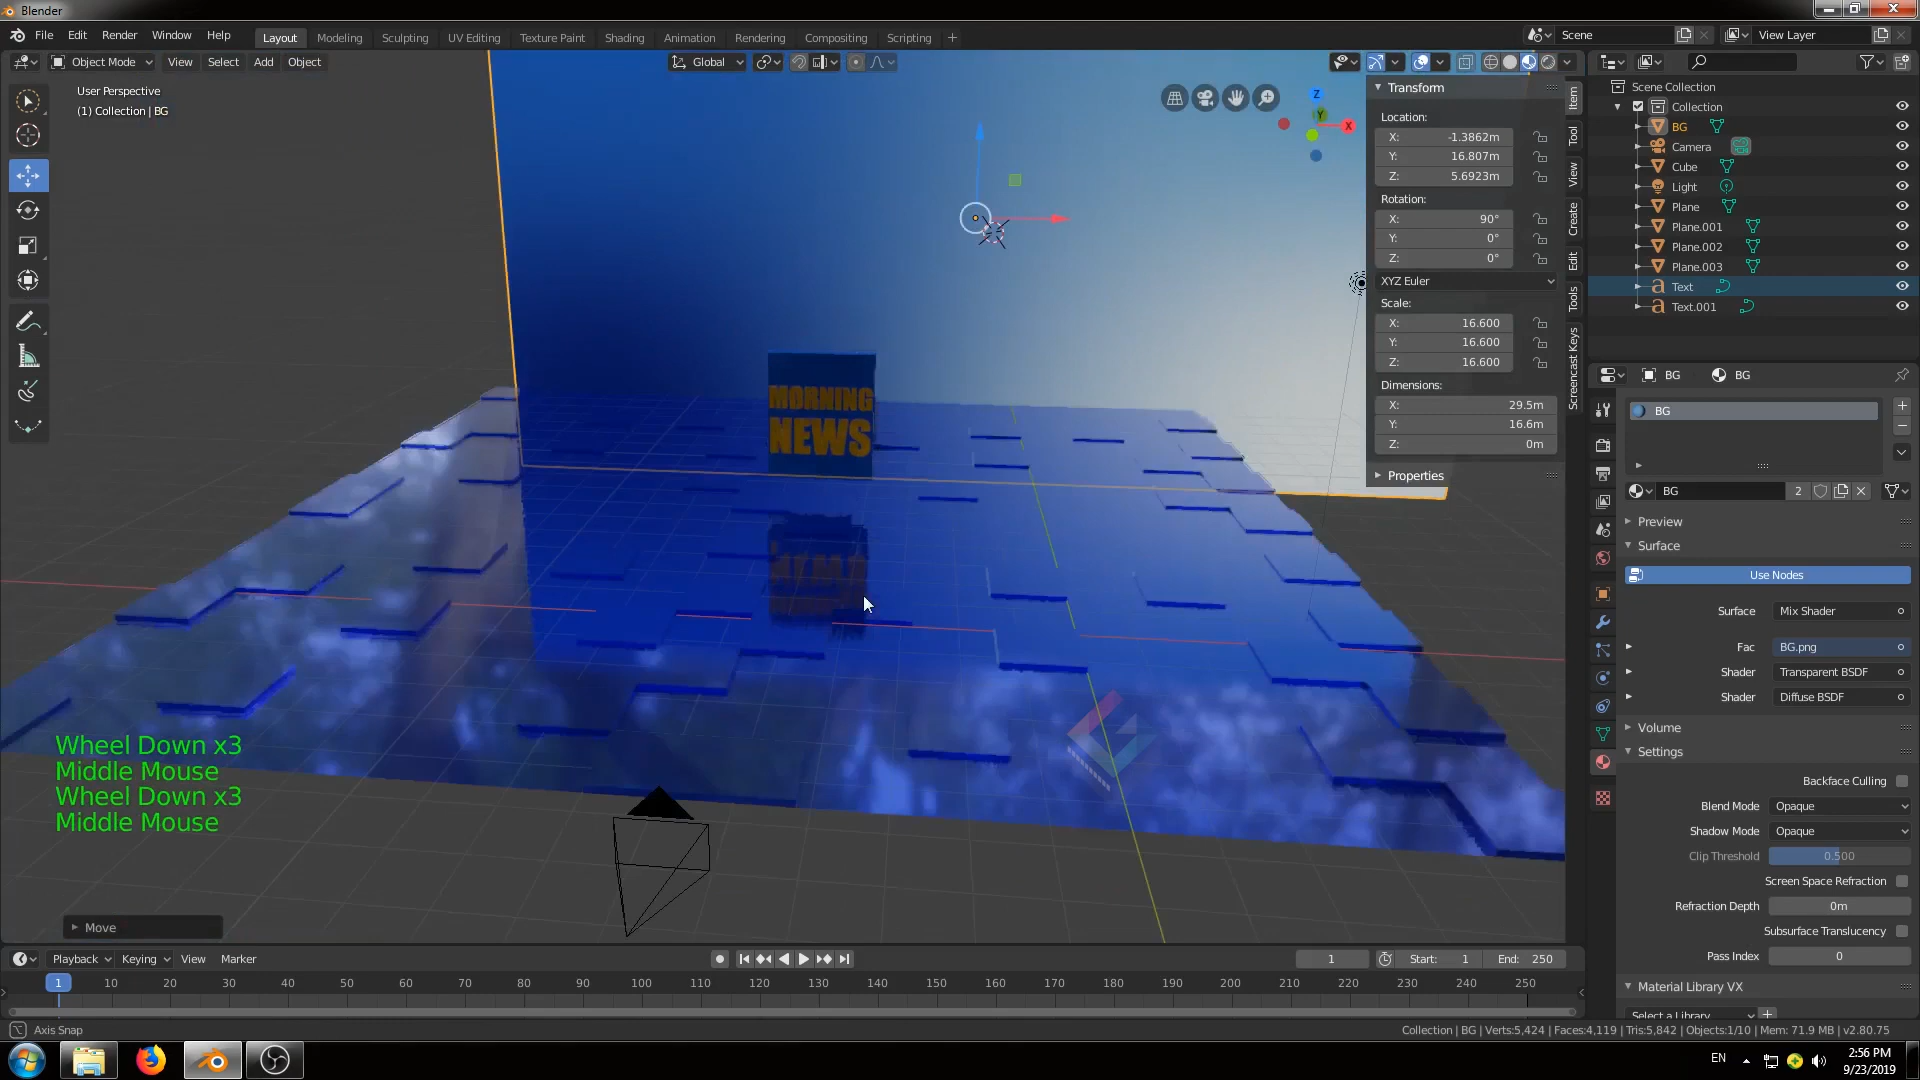 Blender
File Edit Render Window Help
Layout Modeling Sculpting UV Editing Texture Paint Shading Animation Rendering Compositing Scripting +
Scene
View Layer
Object Mode View Select Add Object
Global
User Perspective
(1) Collection | BG
Z
Y
X
Transform
Location:
X: -1.3862m
Y: 16.807m
Z: 5.6923m
Rotation:
X: 90°
Y: 0°
Z: 0°
XYZ Euler
Scale:
X: 16.600
Y: 16.600
Z: 16.600
Dimensions:
X: 29.5m
Y: 16.6m
Z: 0m
Properties
Item
Tool
View
Create
Edit
Tools
Screencast Keys
Scene Collection
Collection
BG
Camera
Cube
Light
Plane
Plane.001
Plane.002
Plane.003
Text
Text.001
BG BG
BG
BG 2
Preview
Surface
Use Nodes
Surface Mix Shader
Fac BG.png
Shader Transparent BSDF
Shader Diffuse BSDF
Volume
Settings
Backface Culling
Blend Mode Opaque
Shadow Mode Opaque
Clip Threshold 0.500
Screen Space Refraction
Refraction Depth 0m
Subsurface Translucency
Pass Index 0
Material Library VX
Select a Library
MORNING
NEWS
Wheel Down x3
Middle Mouse
Wheel Down x3
Middle Mouse
Move
Playback Keying View Marker
1 Start: 1 End: 250
1 10 20 30 40 50 60 70 80 90 100 110 120 130 140 150 160 170 180 190 200 210 220 230 240 250
Axis Snap
Collection | BG | Verts:5,424 | Faces:4,119 | Tris:5,842 | Objects:1/10 | Mem: 71.9 MB | v2.80.75
EN
2:56 PM
9/23/2019